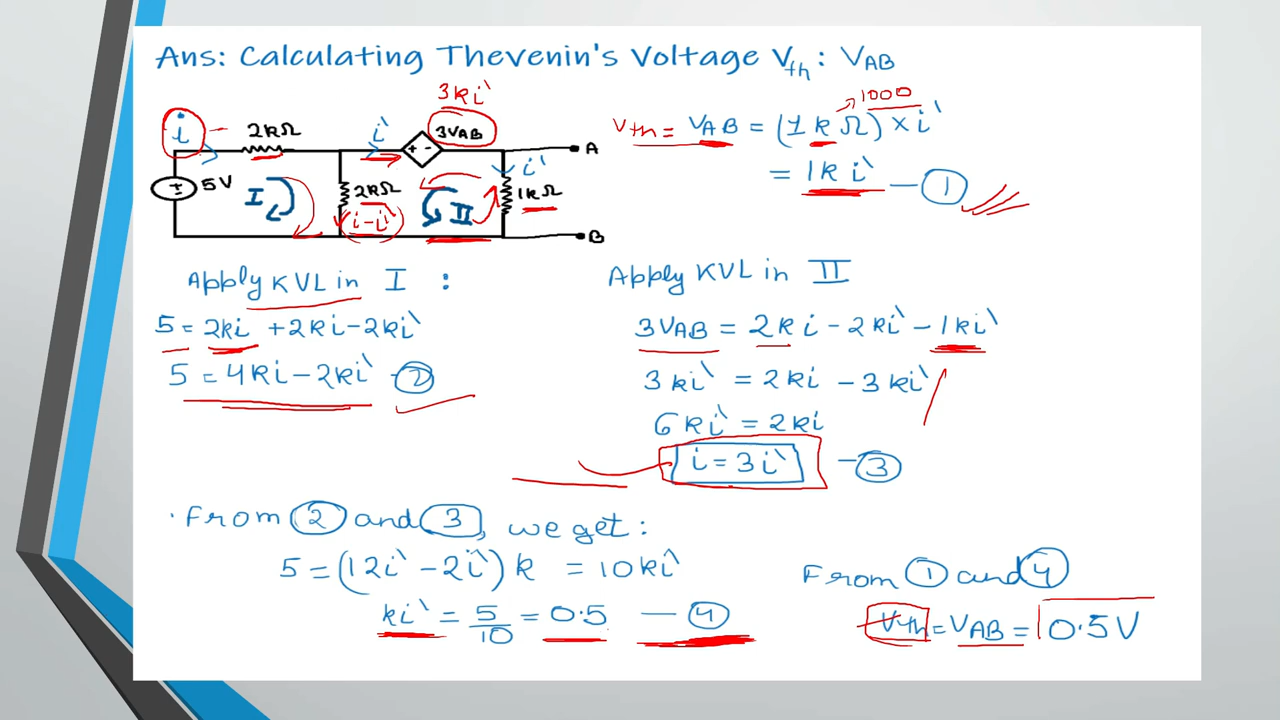 Ans: Calculating Thevenin's Voltage Vth: VAB
3ki`
i
2kΩ
i`
3VAB
+ -
A
5V
I
2kΩ
(i-i`)
II
i`
1kΩ
B
1000
Vth = VAB = (1kΩ) × i`
= 1ki` — ①
Apply KVL in I :
5 = 2ki + 2ki - 2ki`
5 = 4ki - 2ki` - ②
Apply KVL in II
3VAB = 2ki - 2ki` - 1ki`
3ki` = 2ki - 3ki`
6ki` = 2ki
i = 3i` - ③
. From ② and ③, we get:
5 = (12i` - 2i`)k = 10ki`
ki` = 5/10 = 0.5 — ④
From ① and ④
Vth = VAB = 0.5V